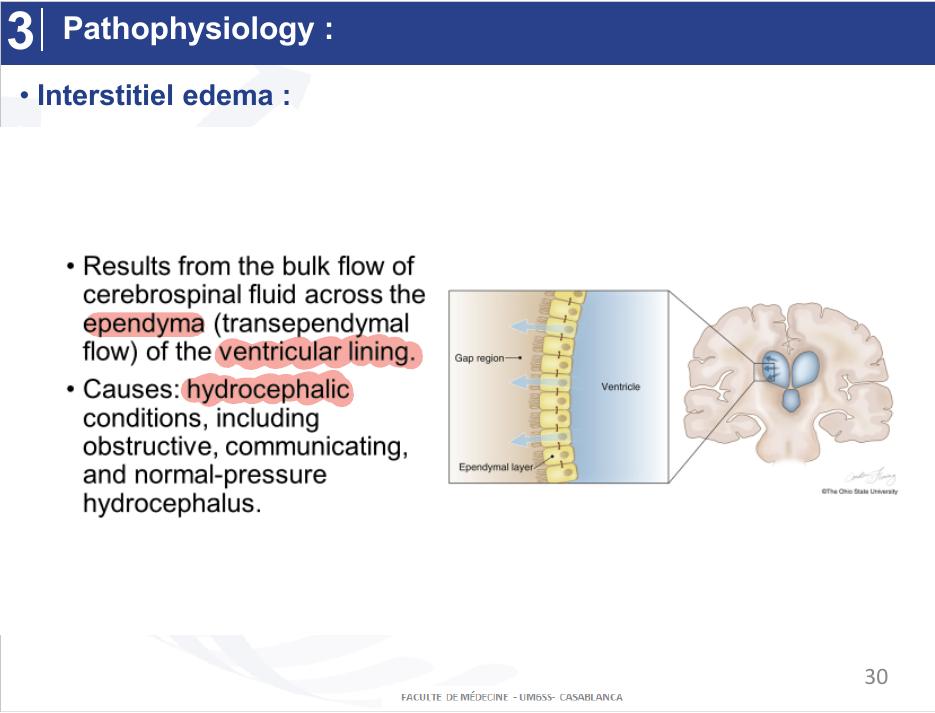 3 Pathophysiology :
• Interstitiel edema :
• Results from the bulk flow of
cerebrospinal fluid across the
ependyma (transependymal
flow) of the ventricular lining.
• Causes: hydrocephalic
conditions, including
obstructive, communicating,
and normal-pressure
hydrocephalus.
Gap region
Ventricle
Ependymal layer
©The Ohio State University
30
FACULTE DE MÉDECINE - UM6SS- CASABLANCA